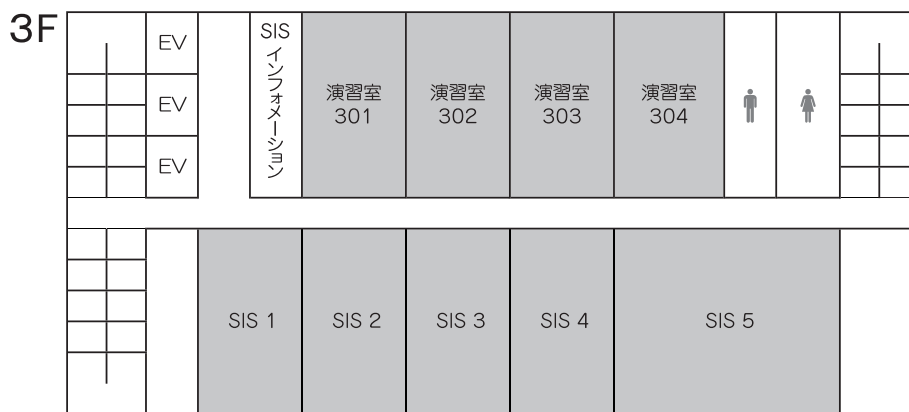 3F
EV
EV
EV
SIS
インフォメーション
演習室
301
演習室
302
演習室
303
演習室
304
SIS 1
SIS 2
SIS 3
SIS 4
SIS 5